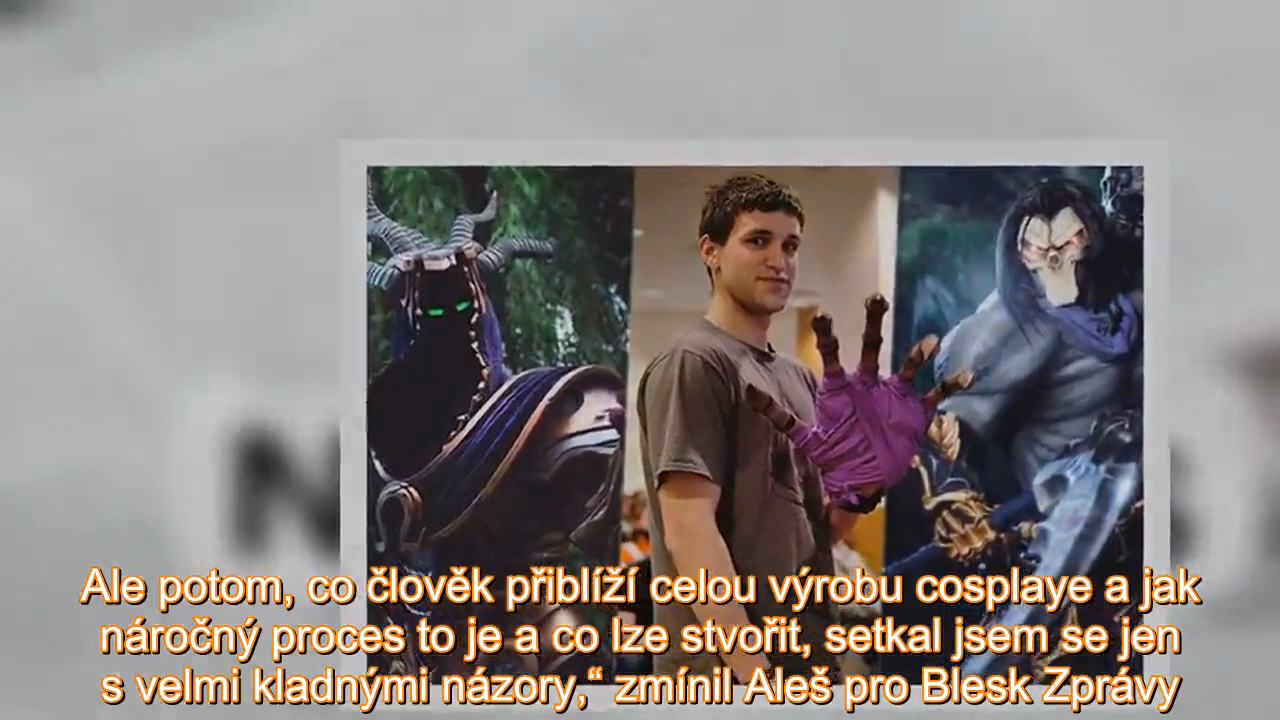 Ale potom, co člověk přiblíží celou výrobu cosplaye a jak
náročný proces to je a co lze stvořit, setkal jsem se jen
s velmi kladnými názory,“ zmínil Aleš pro Blesk Zprávy